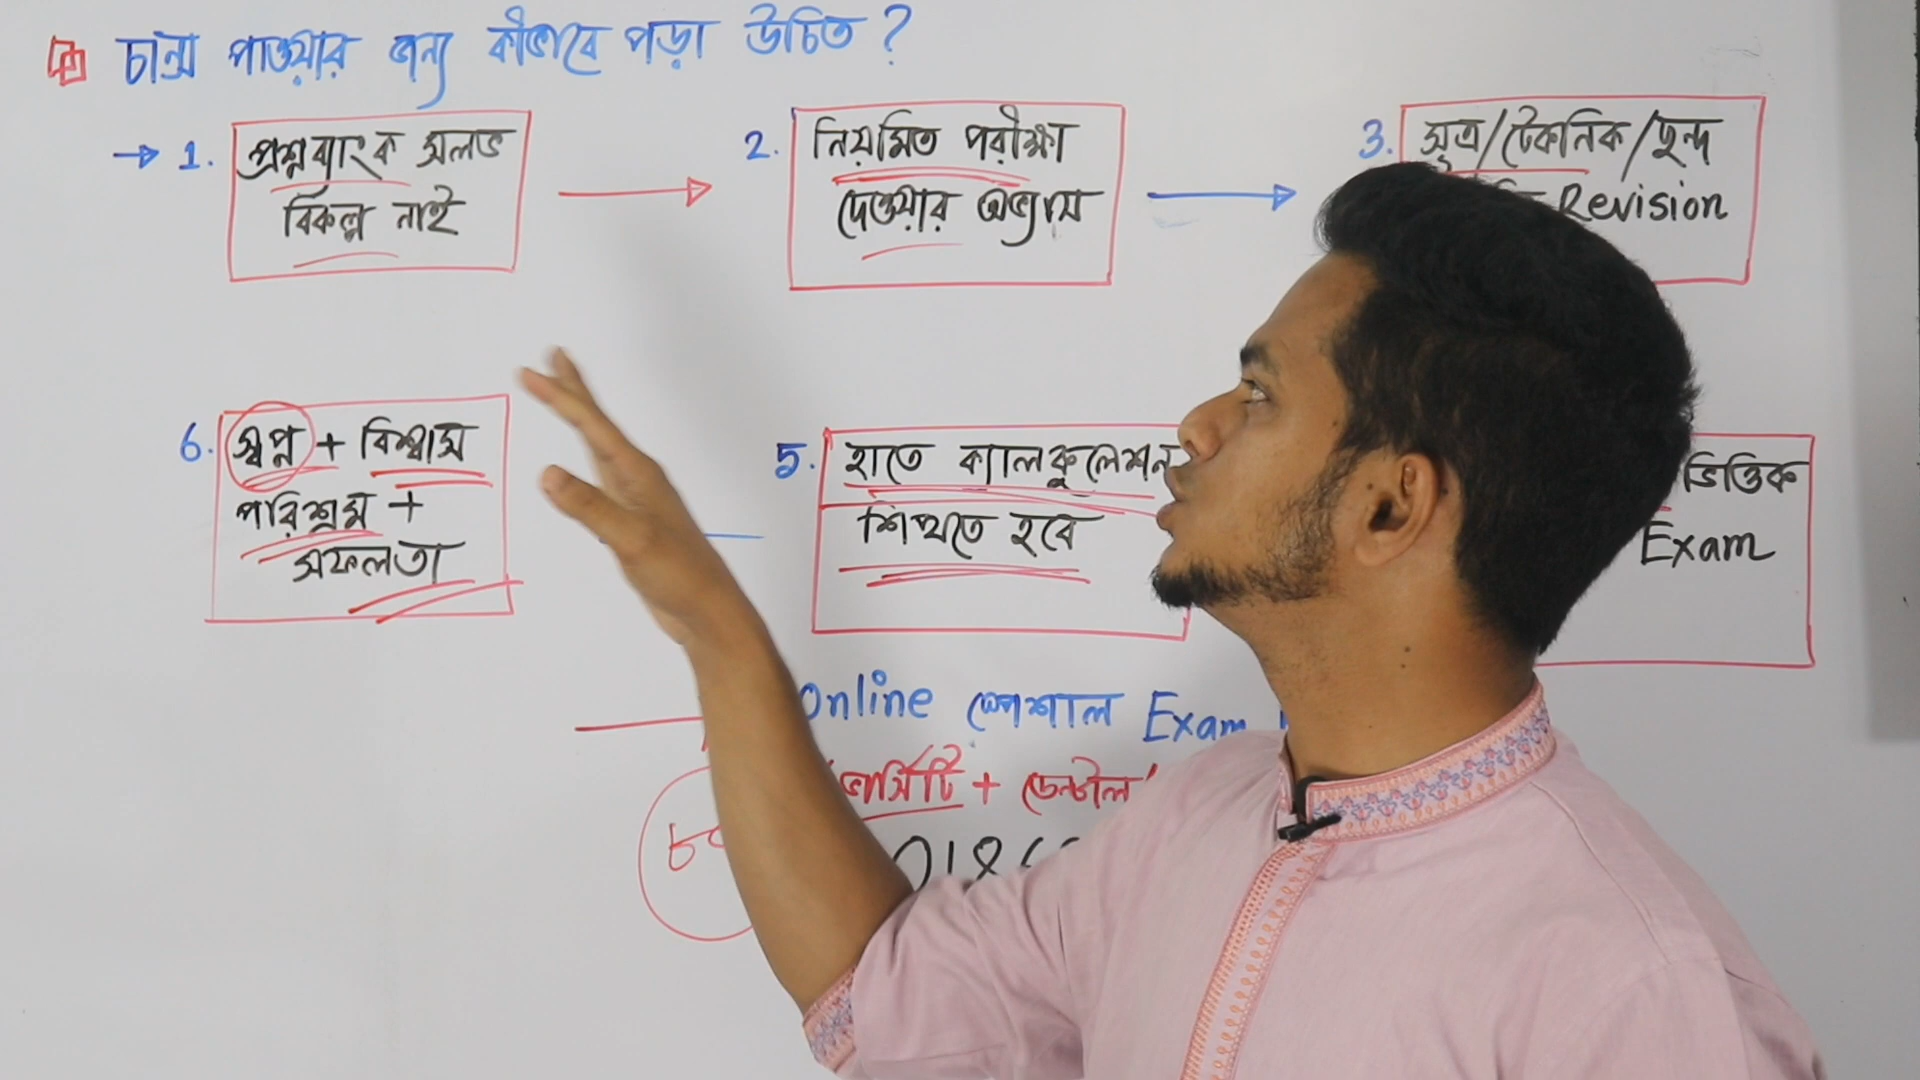 চান্স পাওয়ার জন্য কীভাবে পড়া উচিত ?
1. প্রশ্নব্যাংক সলভ
বিকল্প নাই
2. নিয়মিত পরীক্ষা
দেওয়ার অভ্যাস
3. সূত্র/টেকনিক/ছন্দ
Revision
ভিত্তিক
Exam
5. হাতে ক্যালকুলেশন
শিখতে হবে
6. স্বপ্ন + বিশ্বাস
পরিশ্রম +
সফলতা
Online স্পেশাল Exam
ভার্সিটি + ডেন্টাল'